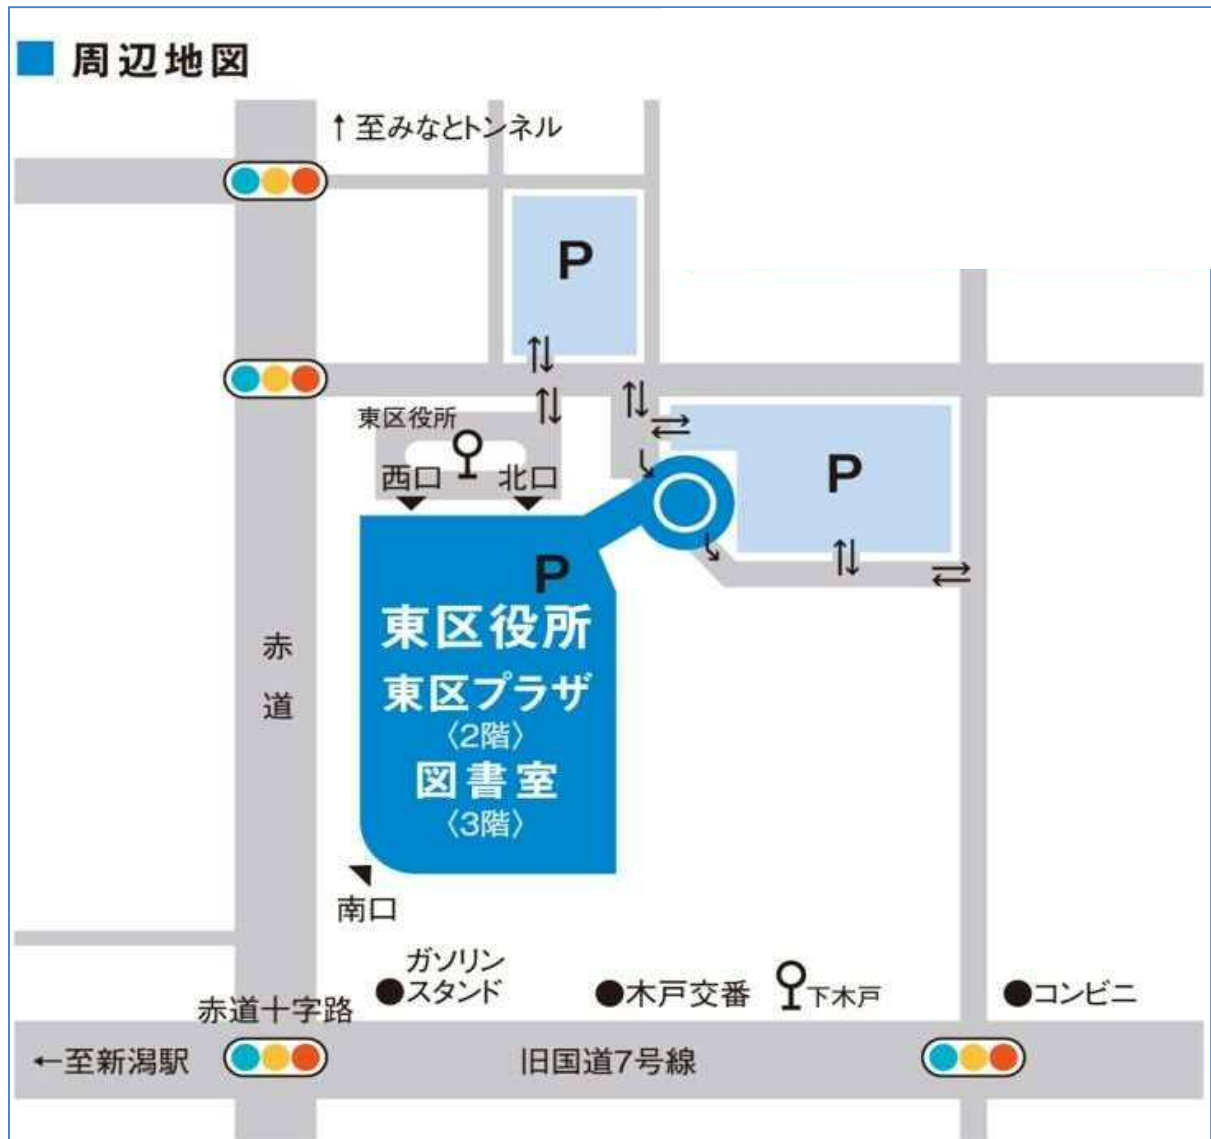 周辺地図
↑至みなとトンネル
P
東区役所
西口
北口
P
P
東区役所
東区プラザ
〈2階〉
図書室
〈3階〉
赤道
南口
ガソリン
スタンド
木戸交番
下木戸
コンビニ
赤道十字路
←至新潟駅
旧国道7号線